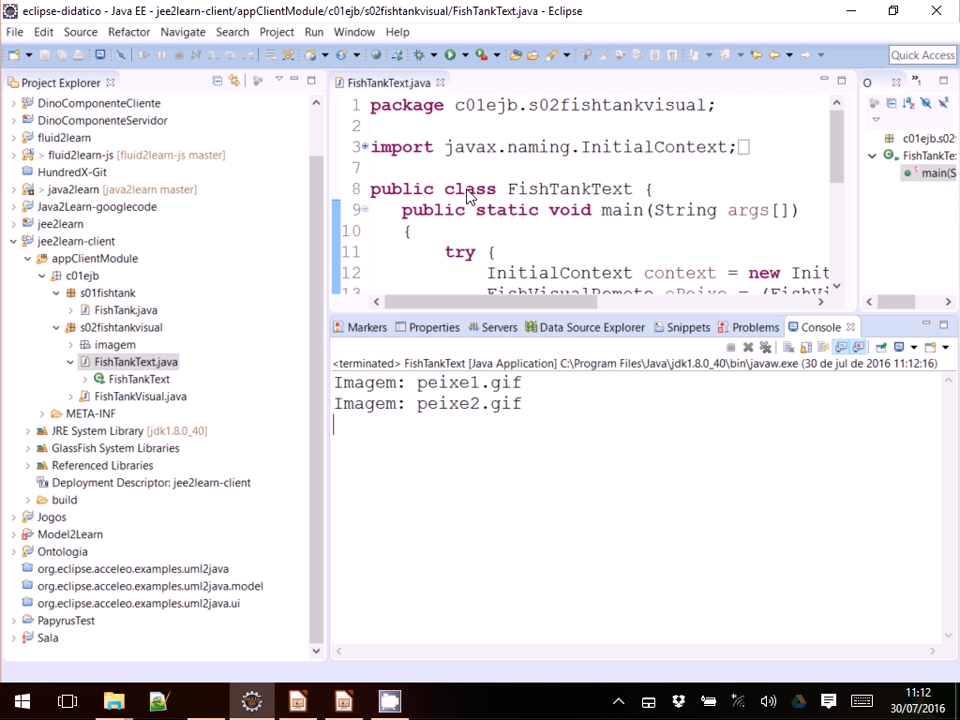 eclipse-didatico - Java EE - jee2learn-client/appClientModule/c01ejb/s02fishtankvisual/FishTankText.java - Eclipse
File Edit Source Refactor Navigate Search Project Run Window Help
Quick Access
Project Explorer
DinoComponenteCliente
DinoComponenteServidor
fluid2learn
> fluid2learn-js [fluid2learn-js master]
HundredX-Git
> java2learn [java2learn master]
Java2Learn-googlecode
jee2learn
jee2learn-client
appClientModule
c01ejb
s01fishtank
FishTank.java
s02fishtankvisual
imagem
FishTankText.java
FishTankText
FishTankVisual.java
META-INF
JRE System Library [jdk1.8.0_40]
GlassFish System Libraries
Referenced Libraries
Deployment Descriptor: jee2learn-client
build
Jogos
Model2Learn
Ontologia
org.eclipse.acceleo.examples.uml2java
org.eclipse.acceleo.examples.uml2java.model
org.eclipse.acceleo.examples.uml2java.ui
PapyrusTest
Sala
FishTankText.java
1 package c01ejb.s02fishtankvisual;
2
3 import javax.naming.InitialContext;
7
8 public class FishTankText {
9 public static void main(String args[])
10 {
11 try {
12 InitialContext context = new Init
13 FishVisualRemote oPeixe = (FishVi
O
c01ejb.s02
FishTankTe:
main(S
Markers Properties Servers Data Source Explorer Snippets Problems Console
<terminated> FishTankText [Java Application] C:\Program Files\Java\jdk1.8.0_40\bin\javaw.exe (30 de jul de 2016 11:12:16)
Imagem: peixe1.gif
Imagem: peixe2.gif
11:12
30/07/2016